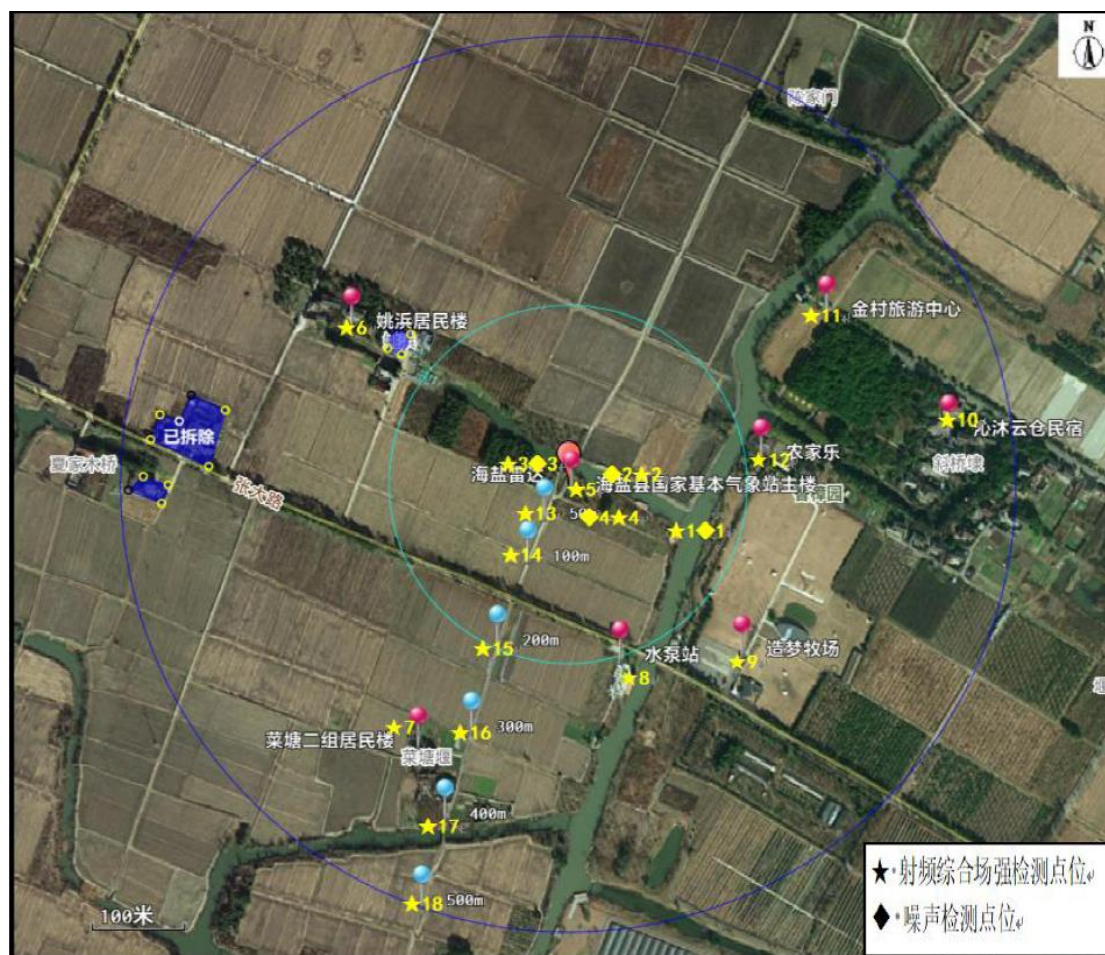 N
陈家门
金村旅游中心
11
姚浜居民楼
6
沁沐云仓民宿
10
斜桥壕
已拆除
夏家木桥
张大路
农家乐
12
海盐雷达
3 3
2 2
海盐县国家基本气象站主楼
5
13
4 4
1 1
14
100m
200m
15
水泵站
8
造梦牧场
9
7
菜塘二组居民楼
菜塘堰
16
300m
400m
17
500m
18
堰
100米
射频综合场强检测点位
噪声检测点位